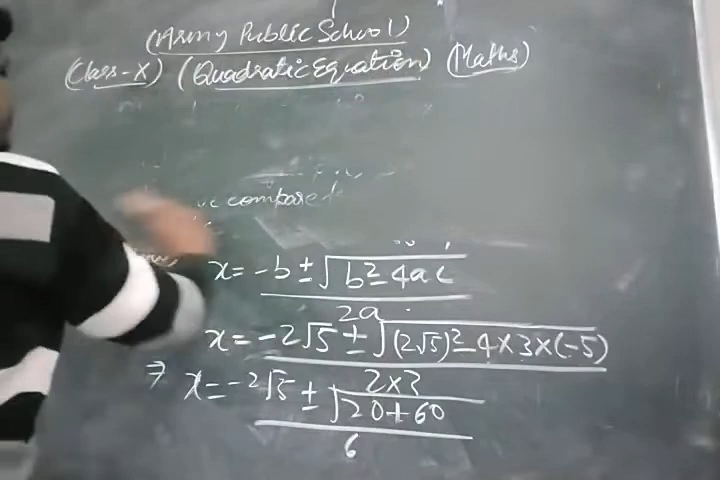 (Army Public School)
(Class-X) (Quadratic Equation) (Maths)
compare
x = -b ± √b² - 4ac
2a
x = -2√5 ± √(2√5)² - 4×3×(-5)
2×3
⇒ x = -2√5 ± √20+60
6